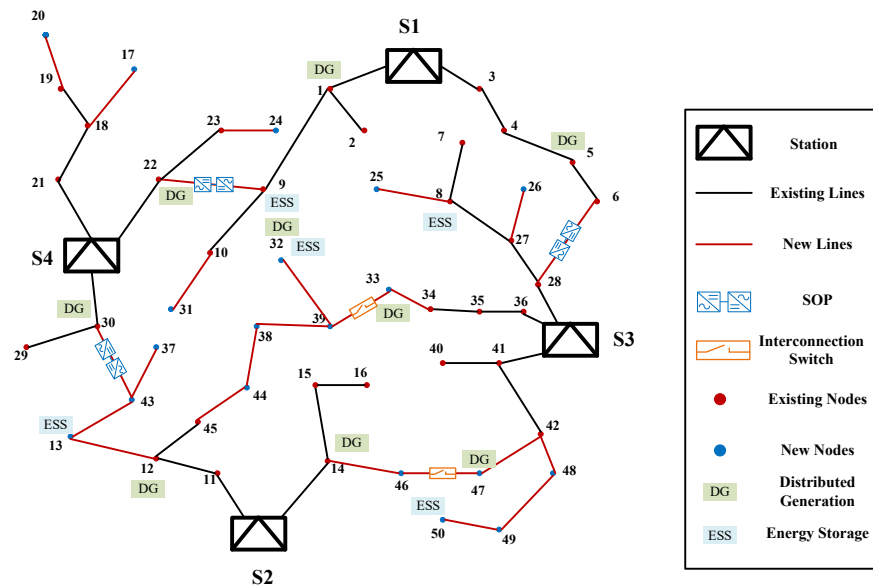 S1
20
17
DG
1
3
19
4
DG
18
23
24
2
7
5
22
25
26
6
21
DG
9
8
ESS
ESS
DG
27
S4
10
32
ESS
28
33
31
34
35
36
DG
DG
30
39
S3
38
Interconnection
Switch
29
37
40
41
15
16
44
43
ESS
13
45
42
DG
12
14
DG
48
DG
11
46
47
ESS
50
49
S2
Station
Existing Lines
New Lines
SOP
Existing Nodes
New Nodes
DG
Distributed
Generation
ESS
Energy Storage